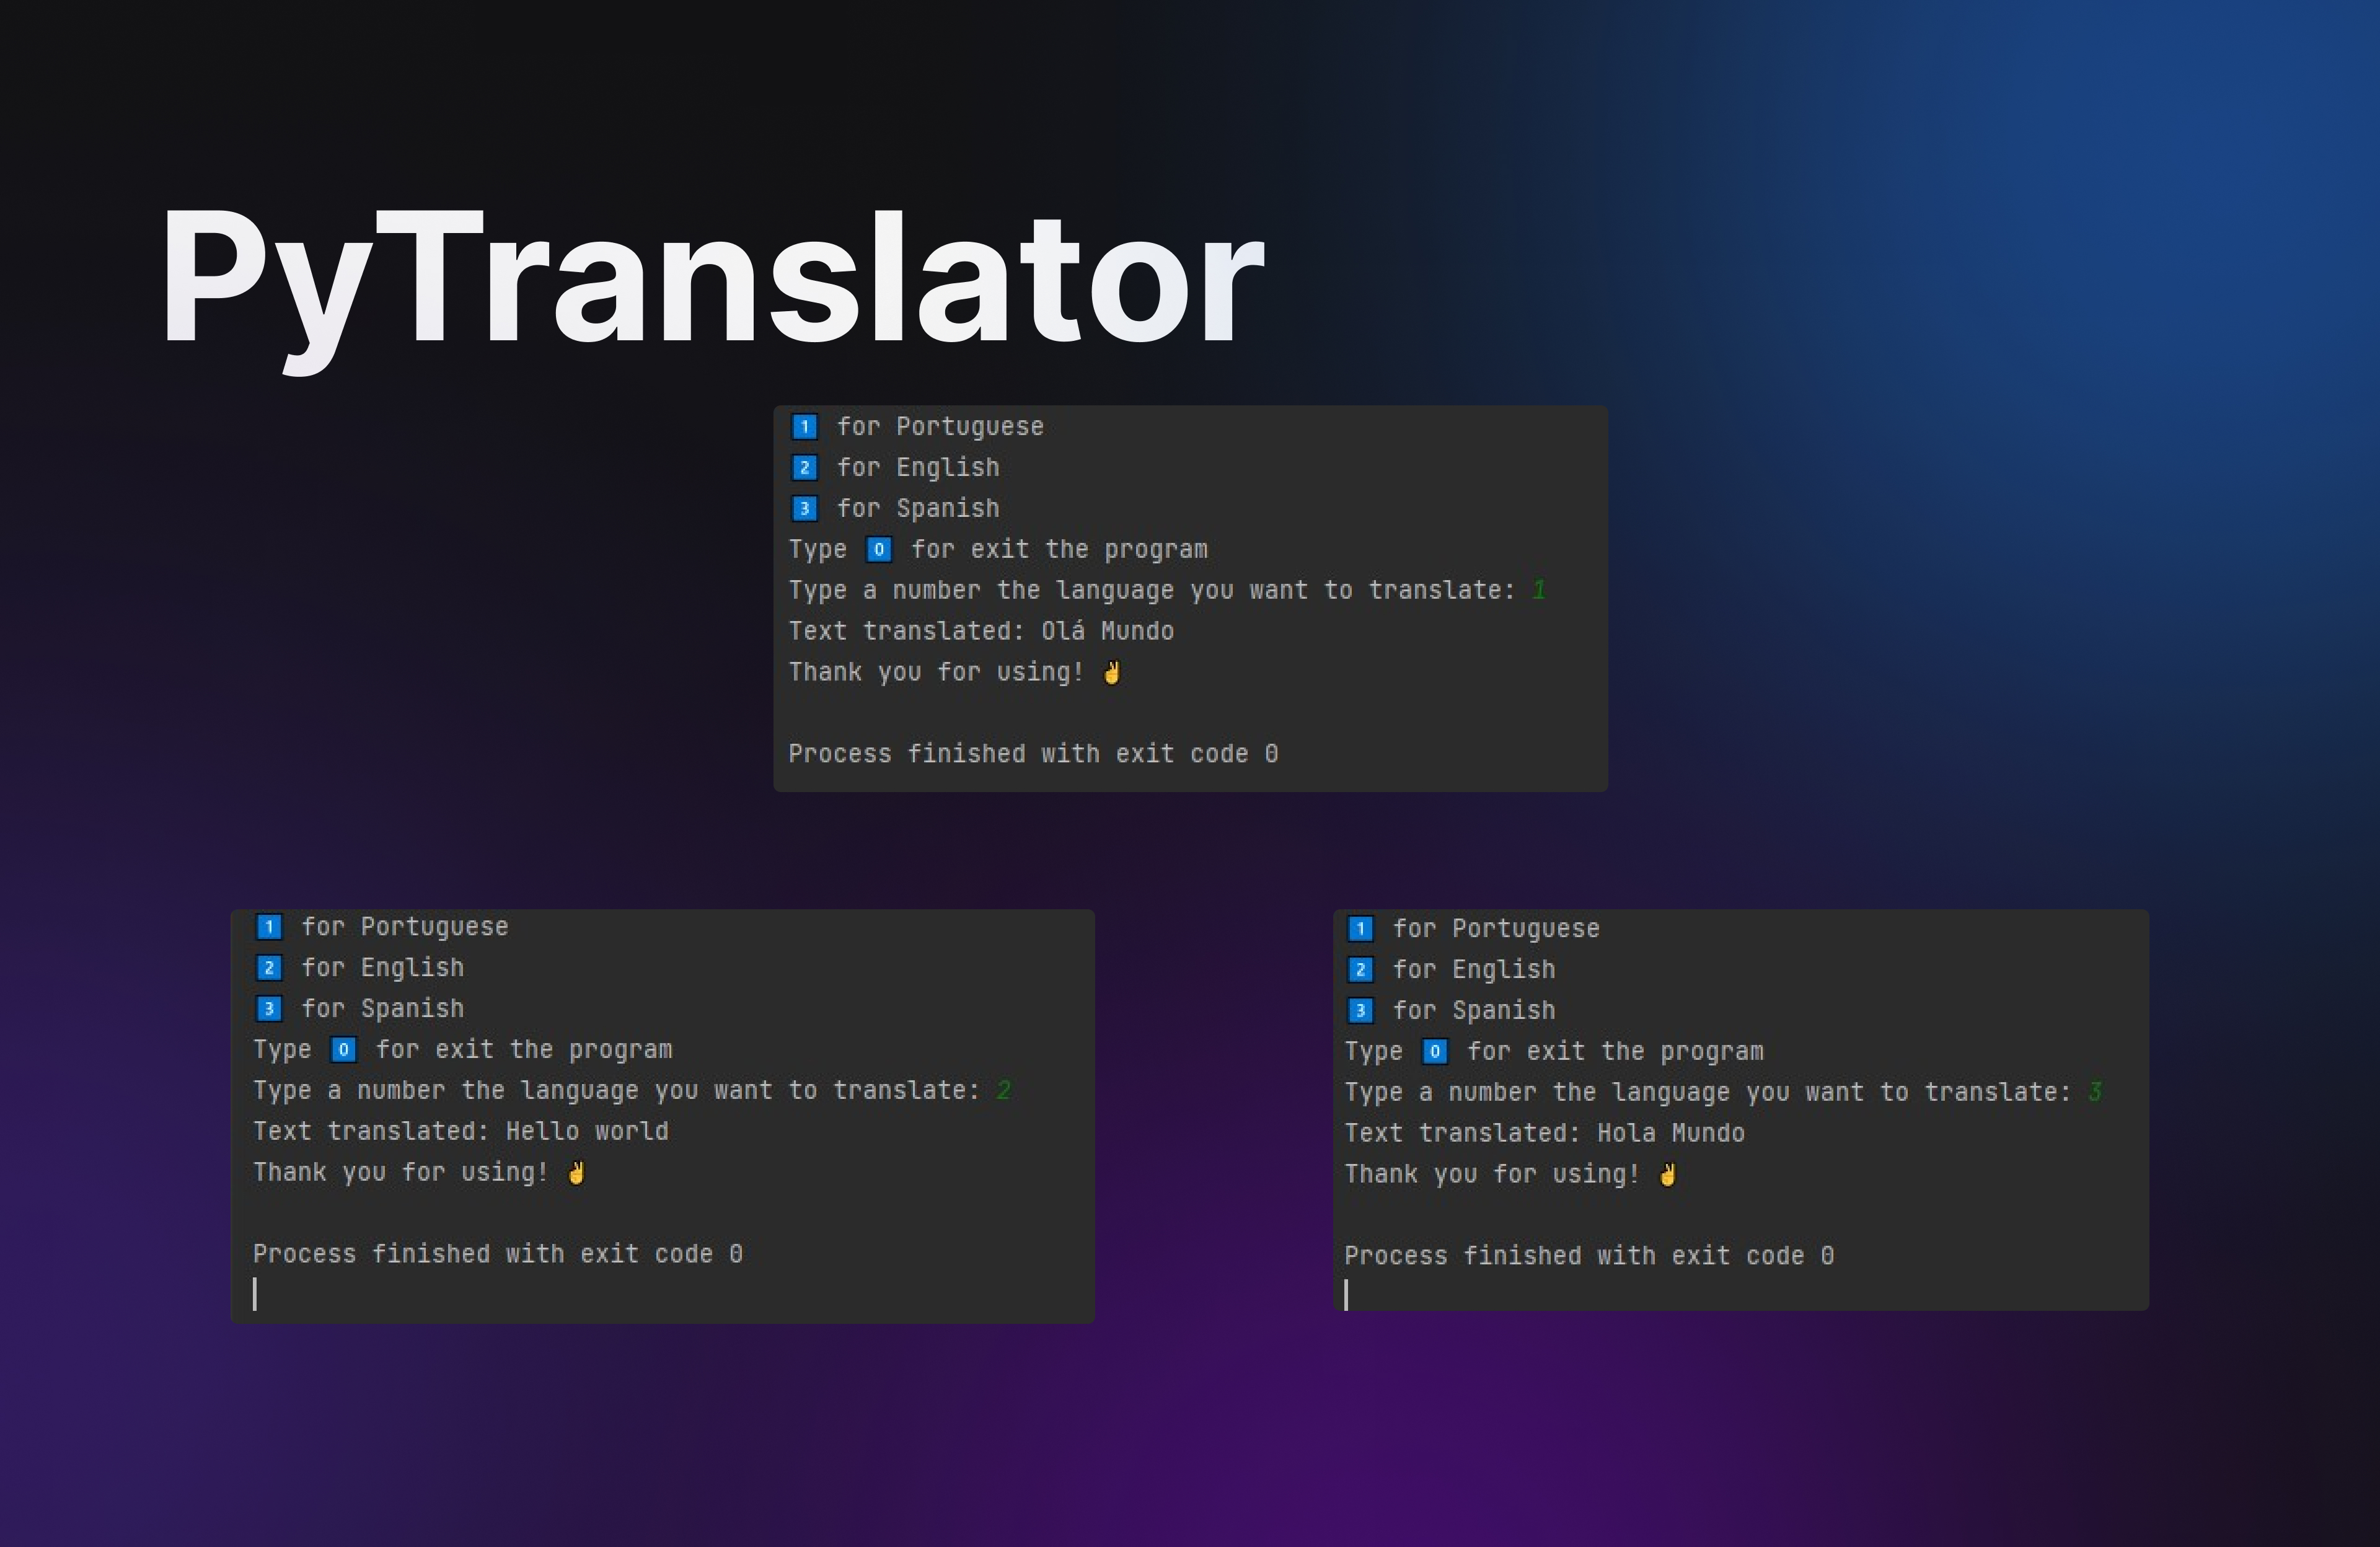 PyTranslator
1️⃣ for Portuguese
2️⃣ for English
3️⃣ for Spanish
Type 0️⃣ for exit the program
Type a number the language you want to translate: 1
Text translated: Olá Mundo
Thank you for using! ✌
Process finished with exit code 0
1️⃣ for Portuguese
2️⃣ for English
3️⃣ for Spanish
Type 0️⃣ for exit the program
Type a number the language you want to translate: 2
Text translated: Hello world
Thank you for using! ✌
Process finished with exit code 0
1️⃣ for Portuguese
2️⃣ for English
3️⃣ for Spanish
Type 0️⃣ for exit the program
Type a number the language you want to translate: 3
Text translated: Hola Mundo
Thank you for using! ✌
Process finished with exit code 0